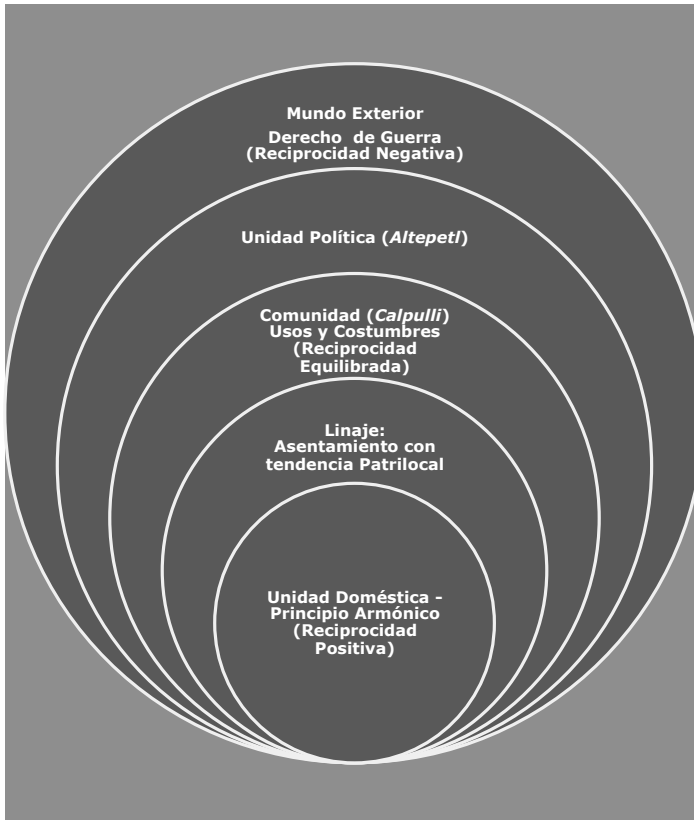 Mundo Exterior
Derecho de Guerra
(Reciprocidad Negativa)
Unidad Política (Altepetl)
Comunidad (Calpulli)
Usos y Costumbres
(Reciprocidad
Equilibrada)
Linaje:
Asentamiento con
tendencia Patrilocal
Unidad Doméstica -
Principio Armónico
(Reciprocidad
Positiva)